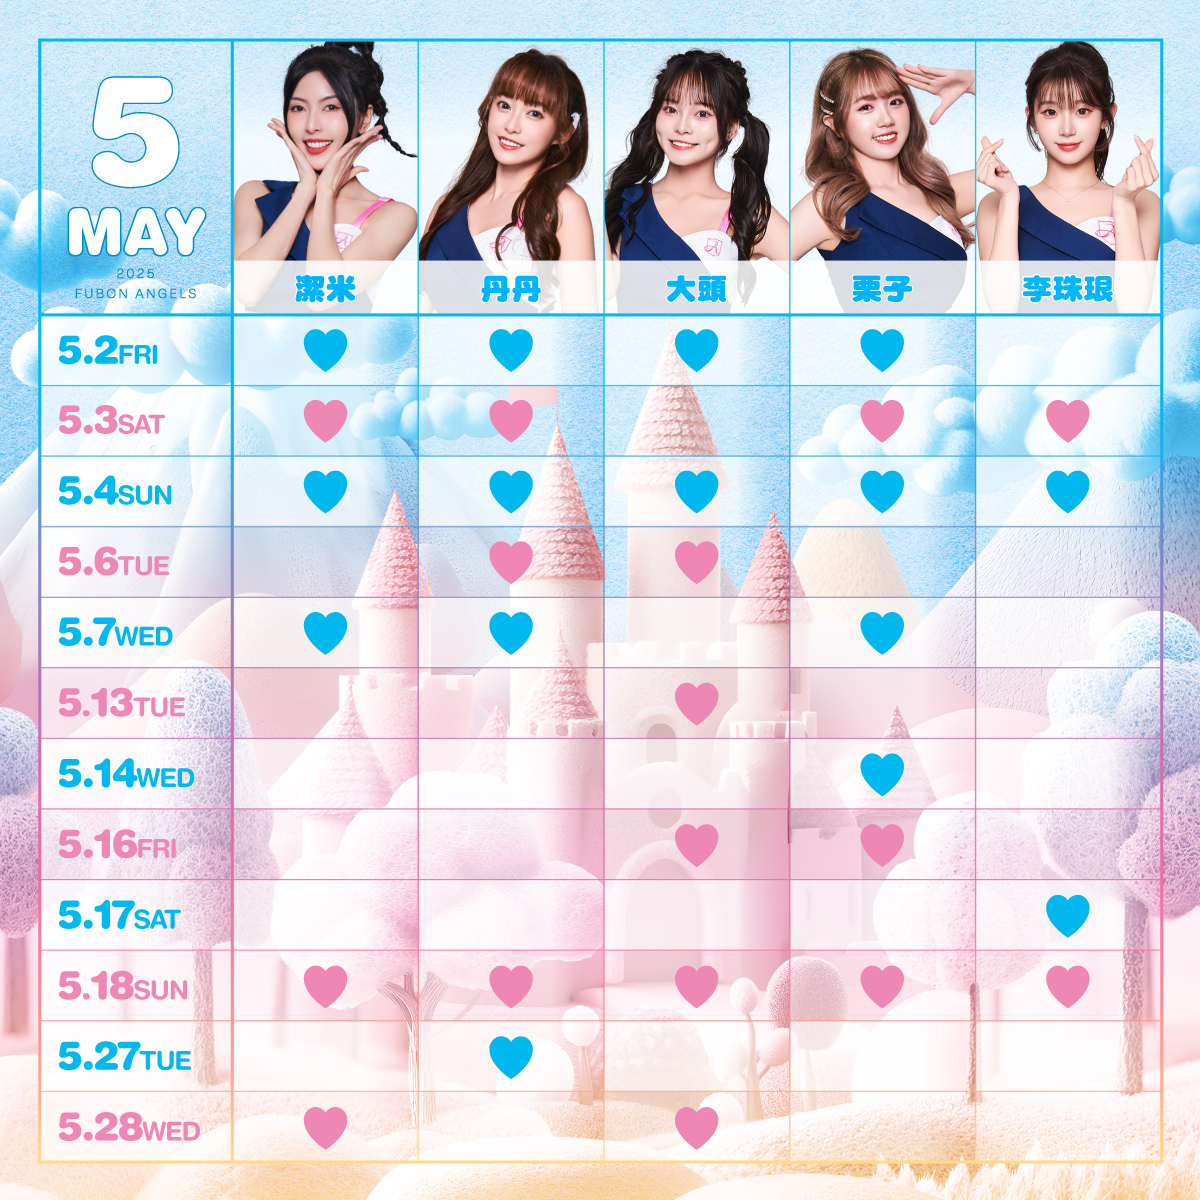 5
MAY
2025
FUBON ANGELS
潔米
丹丹
大頭
栗子
李珠珢
5.2FRI
5.3SAT
5.4SUN
5.6TUE
5.7WED
5.13TUE
5.14WED
5.16FRI
5.17SAT
5.18SUN
5.27TUE
5.28WED